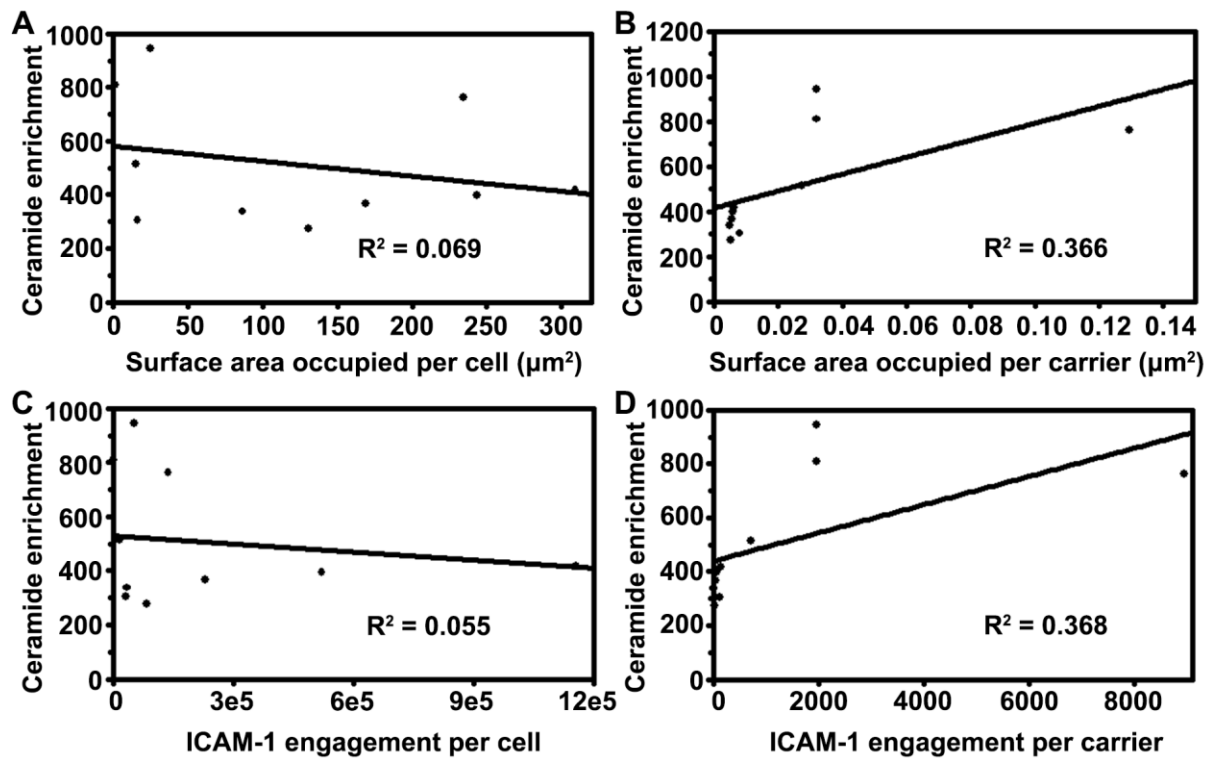 A
Ceramide enrichment
1000
800
600
400
200
0
R² = 0.069
0 50 100 150 200 250 300
Surface area occupied per cell (µm²)
B
Ceramide enrichment
1200
1000
800
600
400
200
0
R² = 0.366
0 0.02 0.04 0.06 0.08 0.10 0.12 0.14
Surface area occupied per carrier (µm²)
C
Ceramide enrichment
1000
800
600
400
200
0
R² = 0.055
0 3e5 6e5 9e5 12e5
ICAM-1 engagement per cell
D
Ceramide enrichment
1000
800
600
400
200
0
R² = 0.368
0 2000 4000 6000 8000
ICAM-1 engagement per carrier